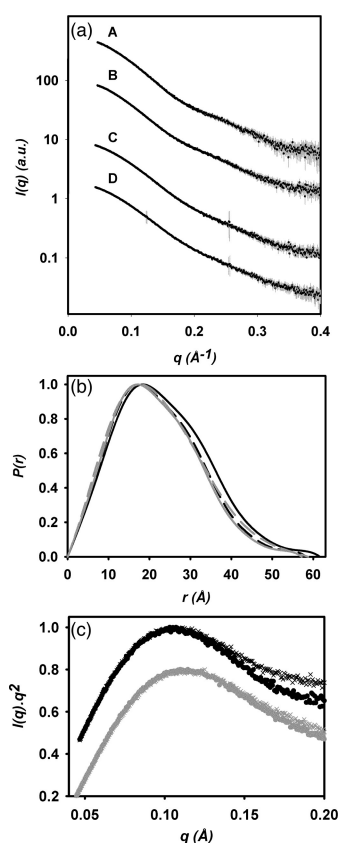 (a)
A
B
C
D
100
10
1
0.1
I(q) (a.u.)
0.0 0.1 0.2 0.3 0.4
q (Å-1)
(b)
1.0
0.8
0.6
0.4
0.2
0.0
P(r)
0 10 20 30 40 50 60
r (Å)
(c)
1.0
0.8
0.6
0.4
0.2
I(q).q2
0.05 0.10 0.15 0.20
q (Å)